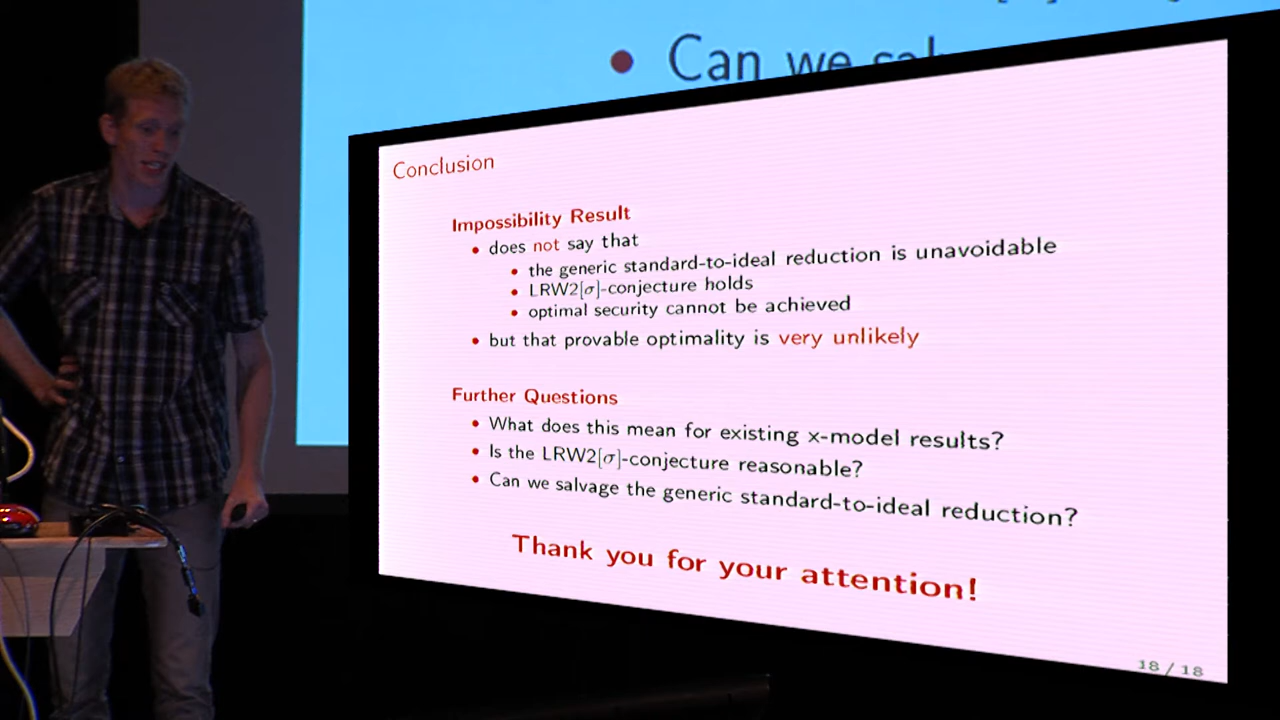 • Can we
Conclusion
Impossibility Result
• does not say that
• the generic standard-to-ideal reduction is unavoidable
• LRW2[σ]-conjecture holds
• optimal security cannot be achieved
• but that provable optimality is very unlikely
Further Questions
• What does this mean for existing x-model results?
• Is the LRW2[σ]-conjecture reasonable?
• Can we salvage the generic standard-to-ideal reduction?
Thank you for your attention!
18 / 18